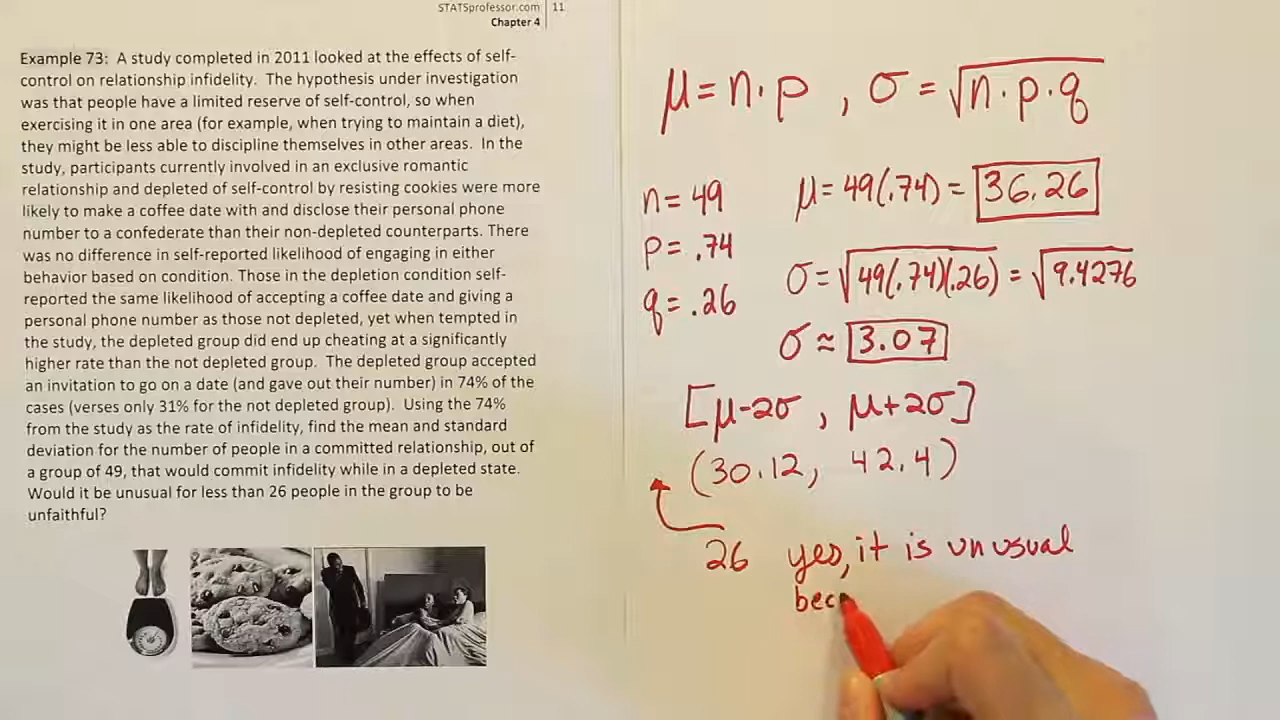 STATSprofessor.com 11
Chapter 4
Example 73: A study completed in 2011 looked at the effects of self-
control on relationship infidelity. The hypothesis under investigation
was that people have a limited reserve of self-control, so when
exercising it in one area (for example, when trying to maintain a diet),
they might be less able to discipline themselves in other areas. In the
study, participants currently involved in an exclusive romantic
relationship and depleted of self-control by resisting cookies were more
likely to make a coffee date with and disclose their personal phone
number to a confederate than their non-depleted counterparts. There
was no difference in self-reported likelihood of engaging in either
behavior based on condition. Those in the depletion condition self-
reported the same likelihood of accepting a coffee date and giving a
personal phone number as those not depleted, yet when tempted in
the study, the depleted group did end up cheating at a significantly
higher rate than the not depleted group. The depleted group accepted
an invitation to go on a date (and gave out their number) in 74% of the
cases (verses only 31% for the not depleted group). Using the 74%
from the study as the rate of infidelity, find the mean and standard
deviation for the number of people in a committed relationship, out of
a group of 49, that would commit infidelity while in a depleted state.
Would it be unusual for less than 26 people in the group to be
unfaithful?
μ = n·p , σ = √n·p·q
n = 49
p = .74
q = .26
μ = 49(.74) = 36.26
σ = √49(.74)(.26) = √9.4276
σ ≈ 3.07
[μ-2σ , μ+2σ]
(30.12, 42.4)
26 yes, it is unusual
bec